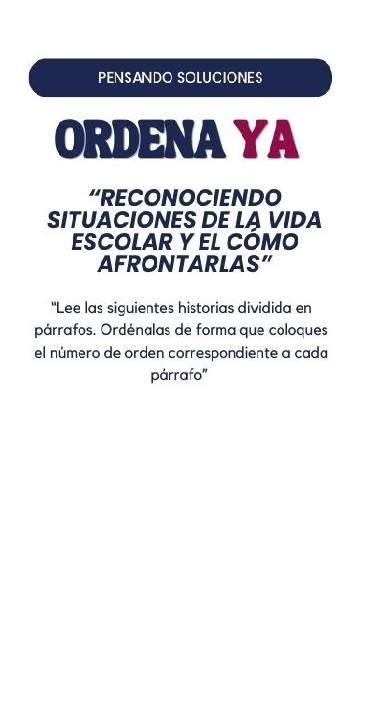 PENSANDO SOLUCIONES
ORDENA YA
“RECONOCIENDO
SITUACIONES DE LA VIDA
ESCOLAR Y EL CÓMO
AFRONTARLAS”
“Lee las siguientes historias dividida en
párrafos. Ordénalas de forma que coloques
el número de orden correspondiente a cada
párrafo”